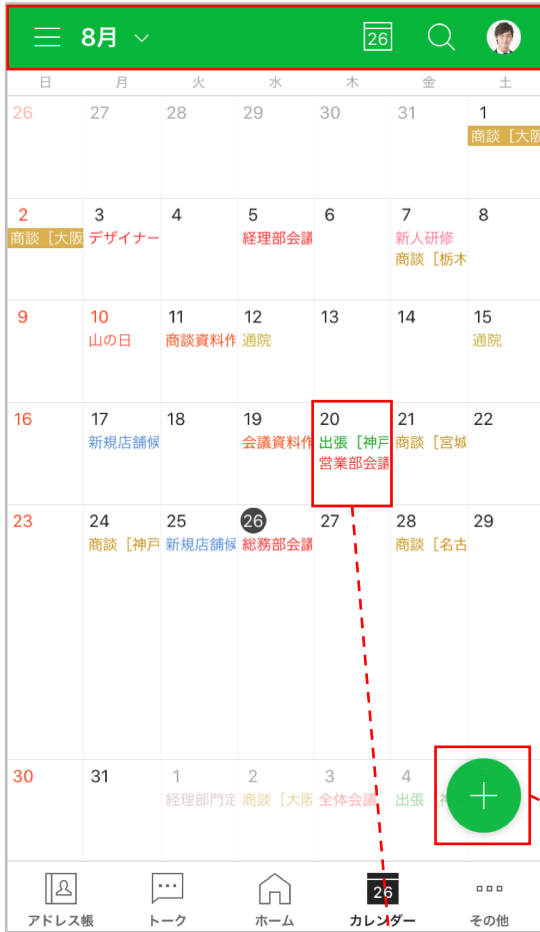 8月 26
日 月 火 水 木 金 土
26 27 28 29 30 31 1
商談［大阪
2 3 4 5 6 7 8
商談［大阪 デザイナー 経理部会議 新人研修
商談［栃木
9 10 11 12 13 14 15
山の日 商談資料作 通院 通院
16 17 18 19 20 21 22
新規店舗候 会議資料作 出張［神戸 商談［宮城
営業部会議
23 24 25 26 27 28 29
商談［神戸 新規店舗候 総務部会議 商談［名古
30 31 1 2 3 4 5
経理部門定 商談［大阪 全体会議 出張［神
26
アドレス帳 トーク ホーム カレンダー その他